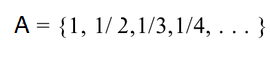 A = {1, 1/ 2,1/3,1/4, . . . }